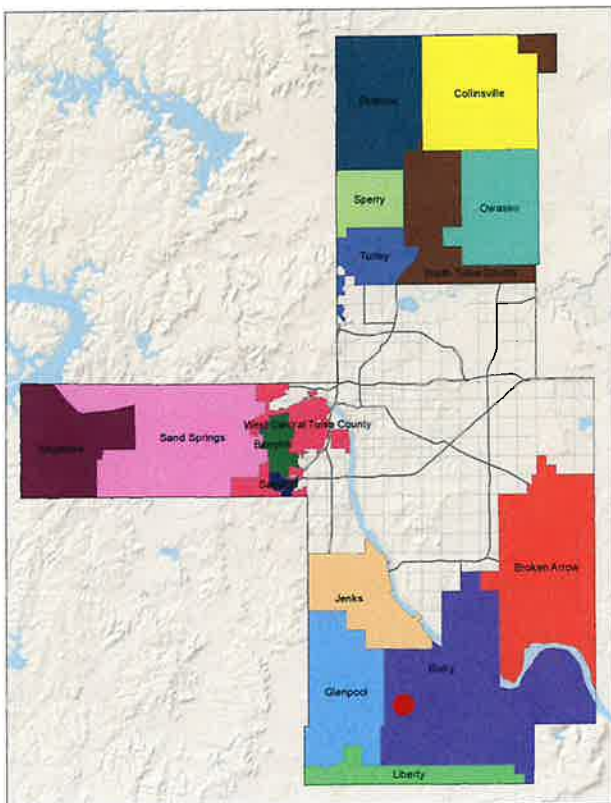 Collinsville
Sperry
Owasso
Turley
North Tulsa County
West Central Tulsa County
Sand Springs
Berryhill
Broken Arrow
Jenks
Bixby
Glenpool
Liberty